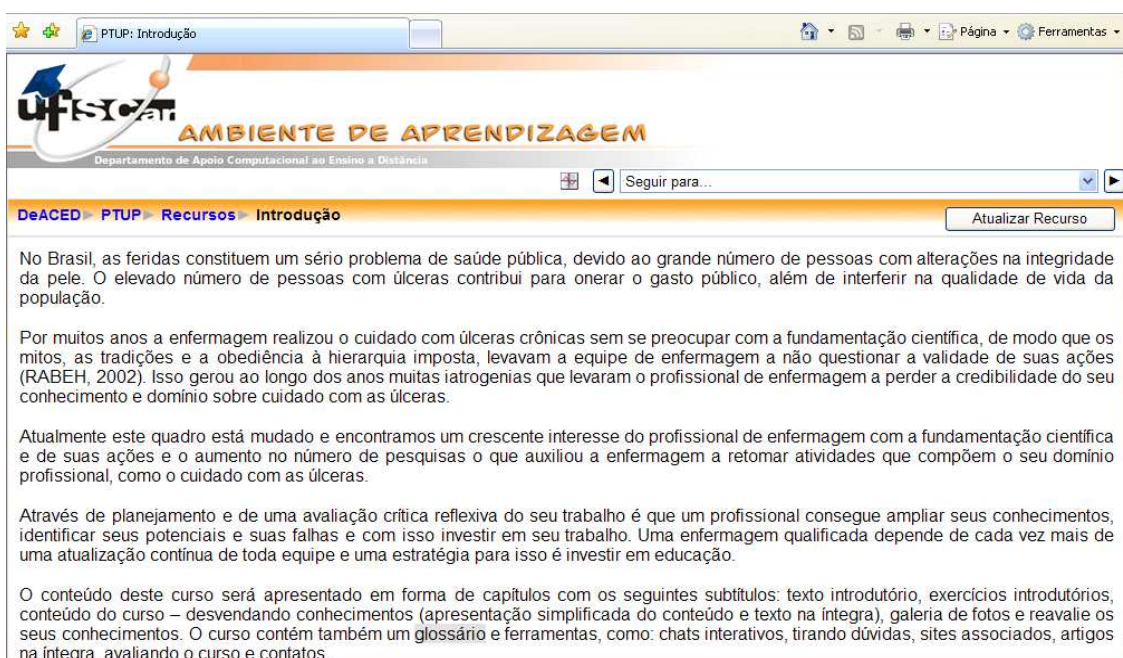 PTUP: Introdução
Página
Ferramentas
ufscar
AMBIENTE DE APRENDIZAGEM
Departamento de Apoio Computacional ao Ensino a Distância
Seguir para...
DeACED PTUP Recursos Introdução
Atualizar Recurso
No Brasil, as feridas constituem um sério problema de saúde pública, devido ao grande número de pessoas com alterações na integridade
da pele. O elevado número de pessoas com úlceras contribui para onerar o gasto público, além de interferir na qualidade de vida da
população.
Por muitos anos a enfermagem realizou o cuidado com úlceras crônicas sem se preocupar com a fundamentação científica, de modo que os
mitos, as tradições e a obediência à hierarquia imposta, levavam a equipe de enfermagem a não questionar a validade de suas ações
(RABEH, 2002). Isso gerou ao longo dos anos muitas iatrogenias que levaram o profissional de enfermagem a perder a credibilidade do seu
conhecimento e domínio sobre cuidado com as úlceras.
Atualmente este quadro está mudado e encontramos um crescente interesse do profissional de enfermagem com a fundamentação científica
e de suas ações e o aumento no número de pesquisas o que auxiliou a enfermagem a retomar atividades que compõem o seu domínio
profissional, como o cuidado com as úlceras.
Através de planejamento e de uma avaliação crítica reflexiva do seu trabalho é que um profissional consegue ampliar seus conhecimentos,
identificar seus potenciais e suas falhas e com isso investir em seu trabalho. Uma enfermagem qualificada depende de cada vez mais de
uma atualização contínua de toda equipe e uma estratégia para isso é investir em educação.
O conteúdo deste curso será apresentado em forma de capítulos com os seguintes subtítulos: texto introdutório, exercícios introdutórios,
conteúdo do curso – desvendando conhecimentos (apresentação simplificada do conteúdo e texto na íntegra), galeria de fotos e reavalie os
seus conhecimentos. O curso contém também um glossário e ferramentas, como: chats interativos, tirando dúvidas, sites associados, artigos
na íntegra, avaliando o curso e contatos.